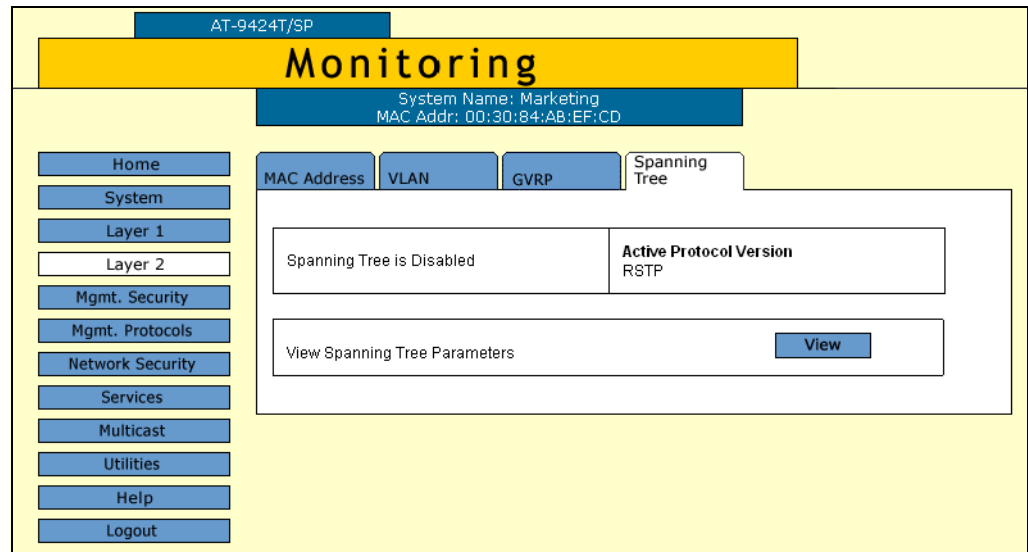 AT-9424T/SP
Monitoring
System Name: Marketing
MAC Addr: 00:30:84:AB:EF:CD
Home
System
Layer 1
Layer 2
Mgmt. Security
Mgmt. Protocols
Network Security
Services
Multicast
Utilities
Help
Logout
MAC Address
VLAN
GVRP
Spanning
Tree
Spanning Tree is Disabled
Active Protocol Version
RSTP
View Spanning Tree Parameters
View